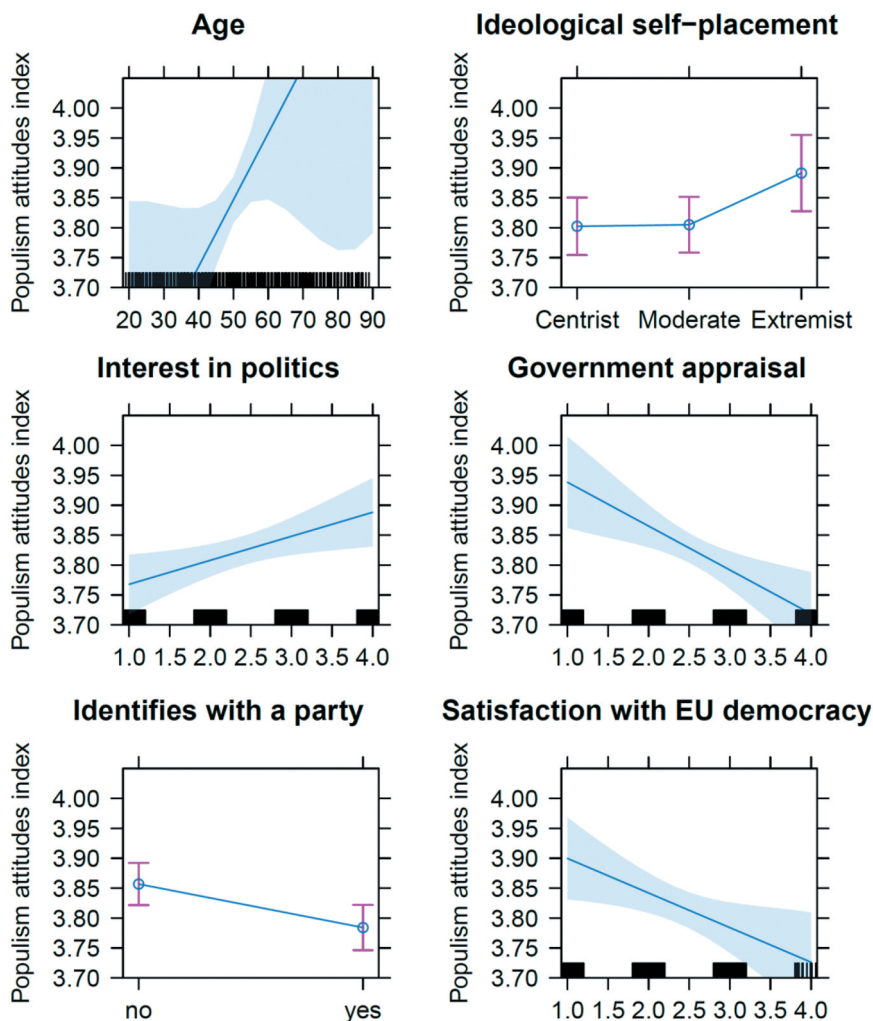 Age
Populism attitudes index
4.00
3.95
3.90
3.85
3.80
3.75
3.70
20 30 40 50 60 70 80 90
Ideological self−placement
Populism attitudes index
4.00
3.95
3.90
3.85
3.80
3.75
3.70
Centrist Moderate Extremist
Interest in politics
Populism attitudes index
4.00
3.95
3.90
3.85
3.80
3.75
3.70
1.0 1.5 2.0 2.5 3.0 3.5 4.0
Government appraisal
Populism attitudes index
4.00
3.95
3.90
3.85
3.80
3.75
3.70
1.0 1.5 2.0 2.5 3.0 3.5 4.0
Identifies with a party
Populism attitudes index
4.00
3.95
3.90
3.85
3.80
3.75
3.70
no yes
Satisfaction with EU democracy
Populism attitudes index
4.00
3.95
3.90
3.85
3.80
3.75
3.70
1.0 1.5 2.0 2.5 3.0 3.5 4.0